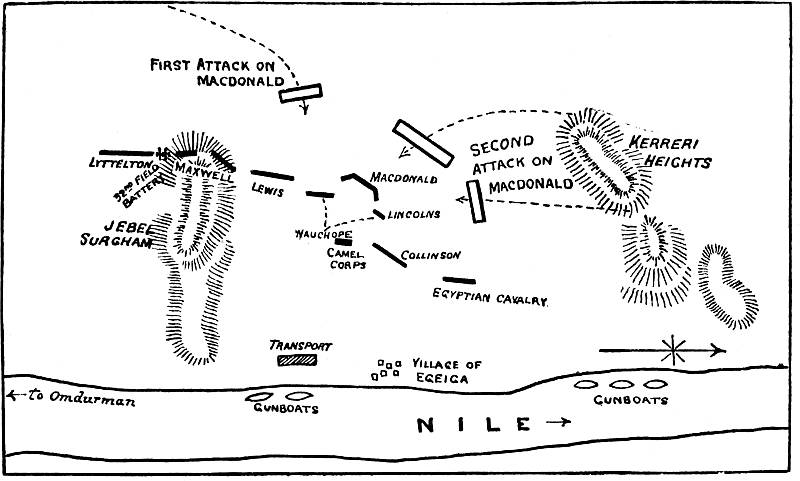 FIRST ATTACK ON
MACDONALD
LYTTELTON
32ND FIELD
BATTERY
MAXWELL
LEWIS
MACDONALD
LINCOLNS
WAUCHOPE
CAMEL
CORPS
COLLINSON
EGYPTIAN CAVALRY.
SECOND
ATTACK ON
MACDONALD
KERRERI
HEIGHTS
JEBEL
SURGHAM
TRANSPORT
VILLAGE OF
EGEIGA
to Omdurman
GUNBOATS
GUNBOATS
NILE